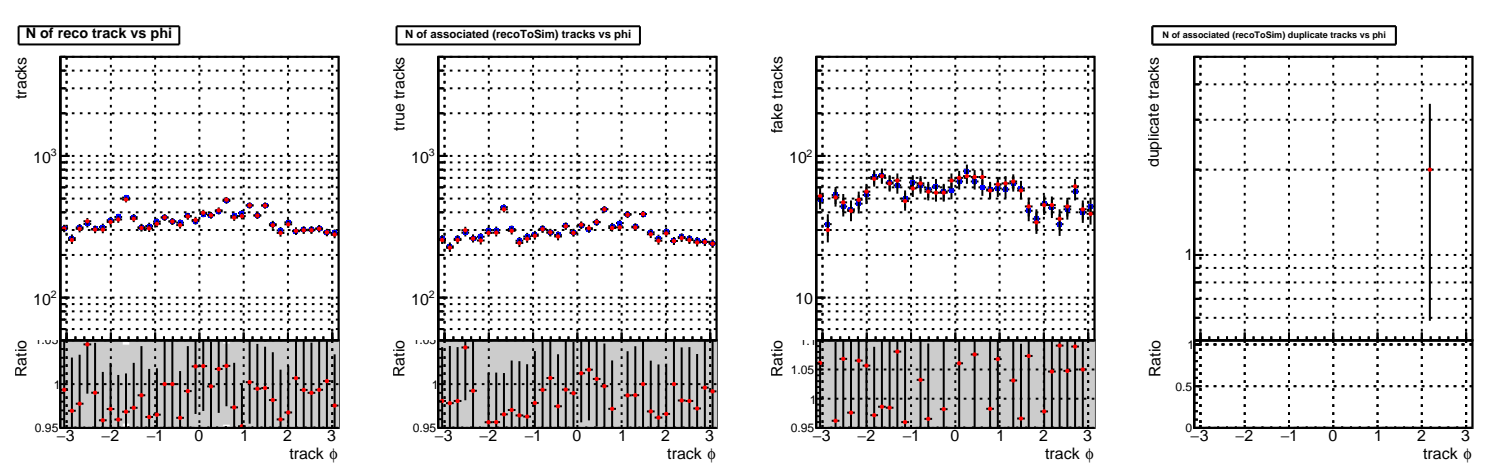 N of reco track vs phi
tracks
10³
10²
Ratio
1
0.95
−3 −2 −1 0 1 2 3
track ϕ
N of associated (recoToSim) tracks vs phi
true tracks
10³
10²
Ratio
1
0.95
−3 −2 −1 0 1 2 3
track ϕ
fake tracks
10²
10
Ratio
1.05
1
0.95
−3 −2 −1 0 1 2 3
track ϕ
N of associated (recoToSim) duplicate tracks vs phi
duplicate tracks
1
Ratio
1
0.5
0
−3 −2 −1 0 1 2 3
track ϕ